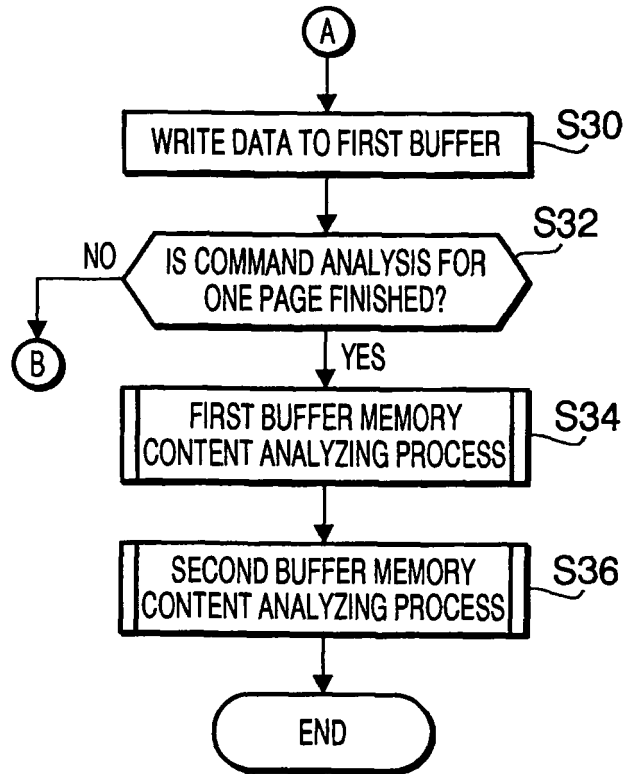 A
WRITE DATA TO FIRST BUFFER
S30
S32
NO
IS COMMAND ANALYSIS FOR
ONE PAGE FINISHED?
B
YES
FIRST BUFFER MEMORY
CONTENT ANALYZING PROCESS
S34
SECOND BUFFER MEMORY
CONTENT ANALYZING PROCESS
S36
END